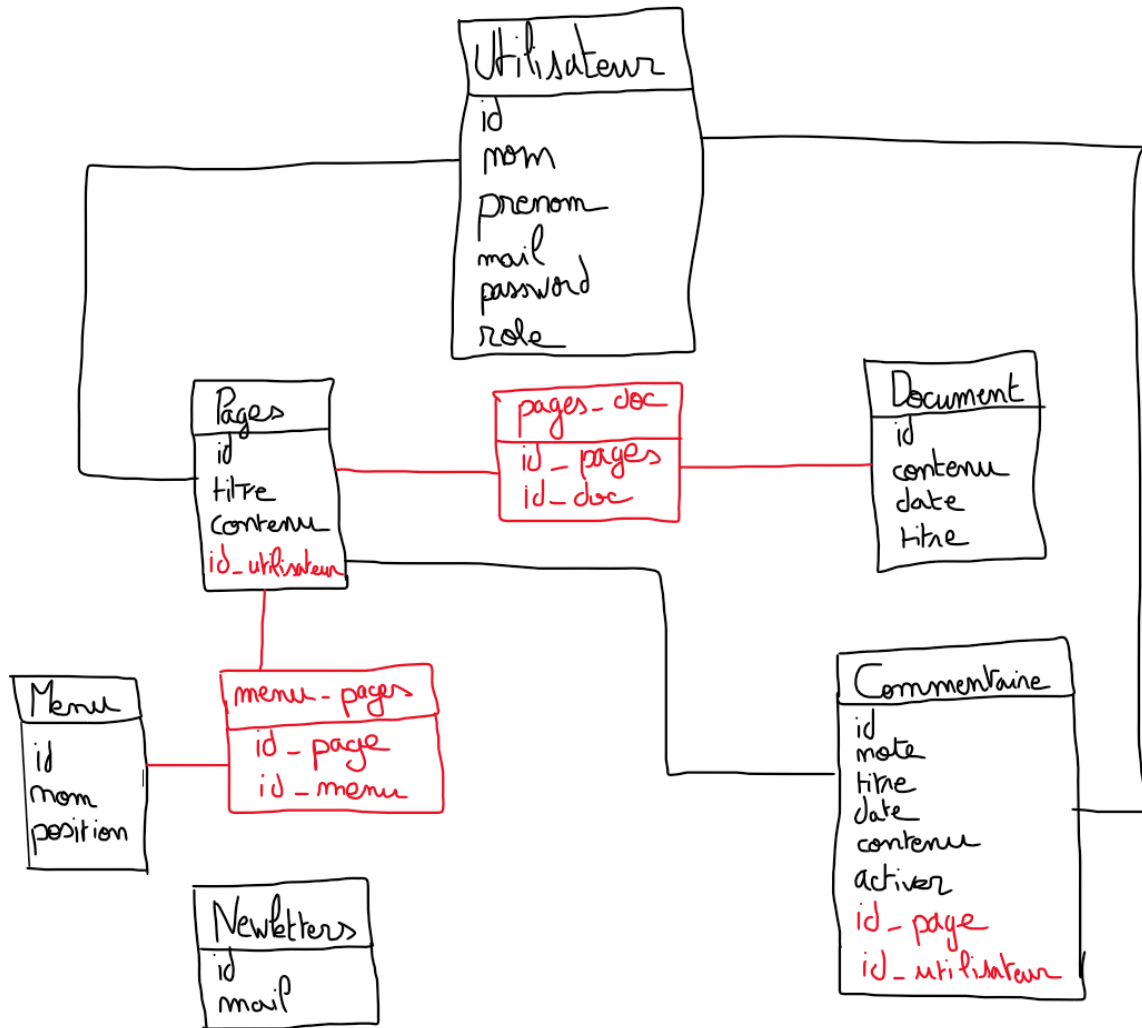 Utilisateur
id
nom
prenom
mail
password
role
Pages
id
titre
contenu
id_utilisateur
pages_doc
id_pages
id_doc
Document
id
contenu
date
titre
Menu
id
nom
position
menu-pages
id_page
id_menu
Commentaire
id
note
titre
date
contenu
activer
id_page
id_utilisateur
Newletters
id
mail